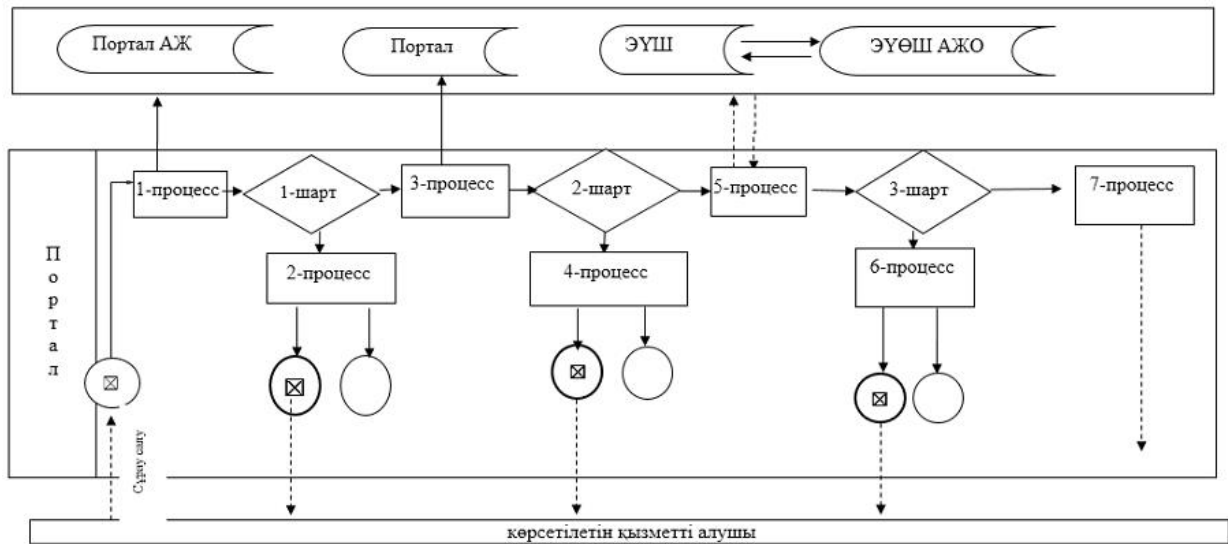 Портал АЖ
Портал
ЭҮШ
ЭҮӨШ АЖО
1-процесс
1-шарт
3-процесс
2-шарт
5-процесс
3-шарт
7-процесс
2-процесс
4-процесс
6-процесс
Портал
Сұрау салу
көрсетілетін қызметті алушы